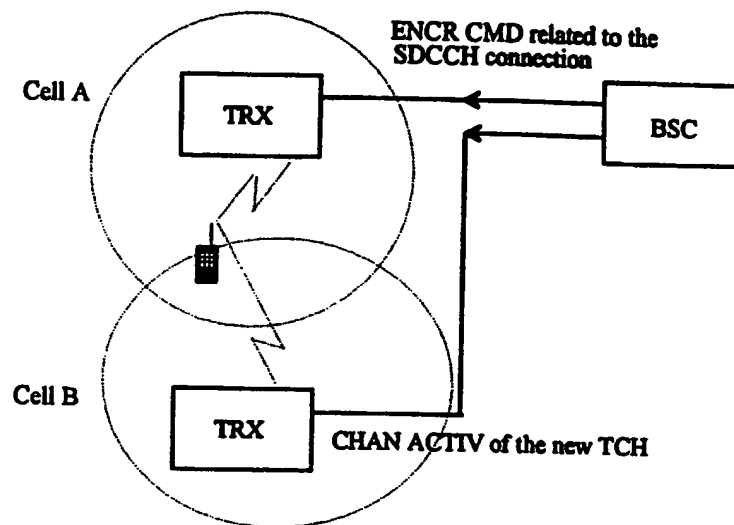 ENCR CMD related to the
SDCCH connection
Cell A
TRX
BSC
Cell B
TRX
CHAN ACTIV of the new TCH